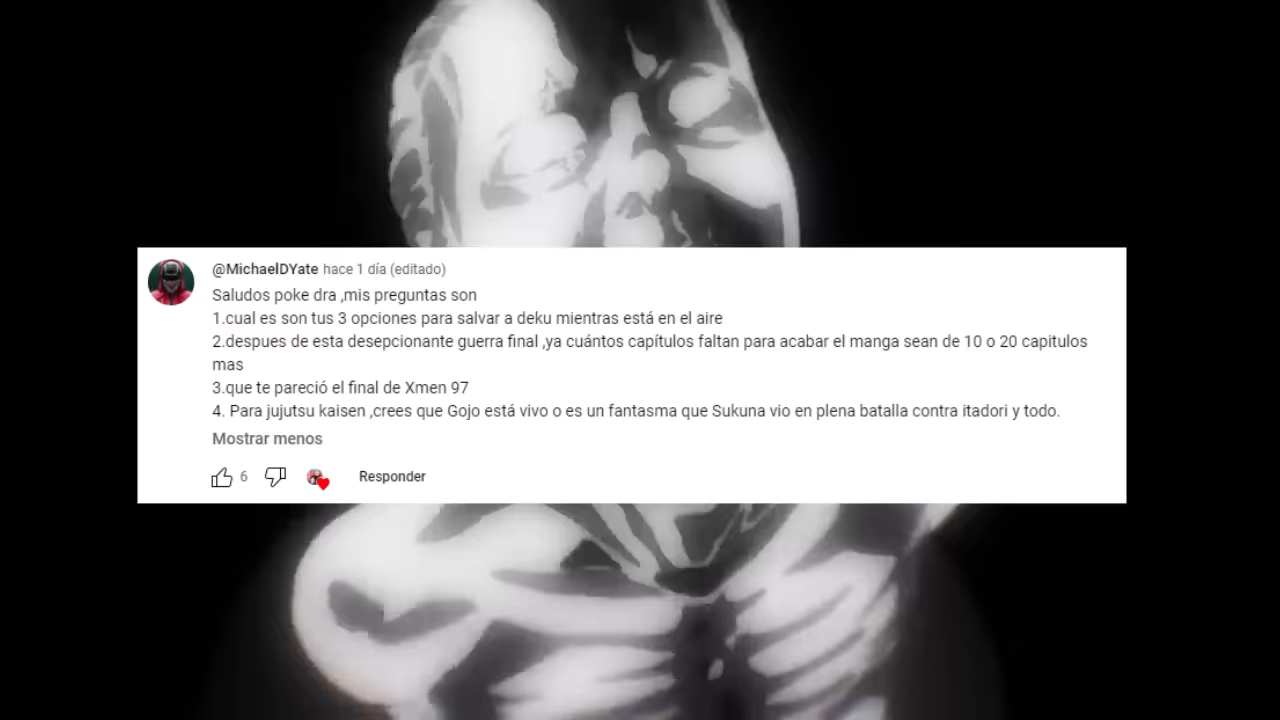 @MichaelDYate hace 1 día (editado)
Saludos poke dra ,mis preguntas son
1.cual es son tus 3 opciones para salvar a deku mientras está en el aire
2.despues de esta desepcionante guerra final ,ya cuántos capítulos faltan para acabar el manga sean de 10 o 20 capitulos
mas
3.que te pareció el final de Xmen 97
4. Para jujutsu kaisen ,crees que Gojo está vivo o es un fantasma que Sukuna vio en plena batalla contra itadori y todo.
Mostrar menos
6 Responder